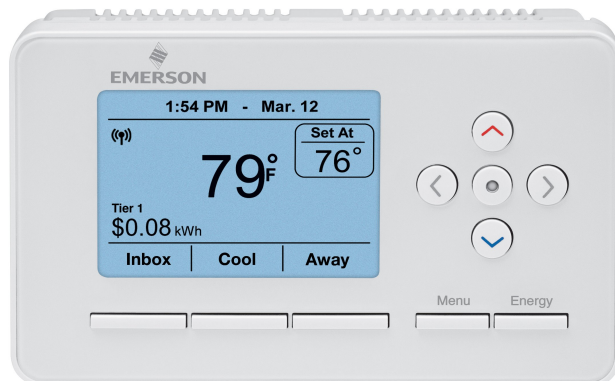 EMERSON
1:54 PM - Mar. 12
Set At
76°
79°F
Tier 1
$0.08 kWh
Inbox Cool Away
Menu Energy